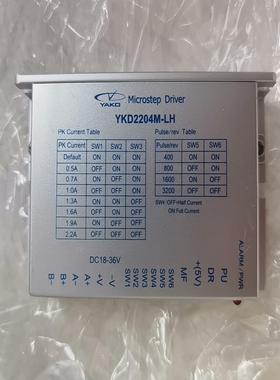 YAKO
Microstep Driver
YKD2204M-LH
PK Current Table
PK Current SW1 SW2 SW3
Default ON ON ON
0.5A OFF ON ON
0.7A ON OFF ON
1.0A OFF OFF ON
1.3A ON ON OFF
1.6A OFF ON OFF
1.9A ON OFF OFF
2.2A OFF OFF OFF
Pulse/rev Table
Pulse/rev SW5 SW6
400 ON ON
800 OFF ON
1600 ON OFF
3200 OFF OFF
SW4: OFF=Half Current
ON:Full Current
DC18-36V
B-
B+
A-
A+
+V
-V
SW1
SW2
SW3
SW4
SW5
SW6
MF
+(5V)
DR
PU
ALARM / PWR